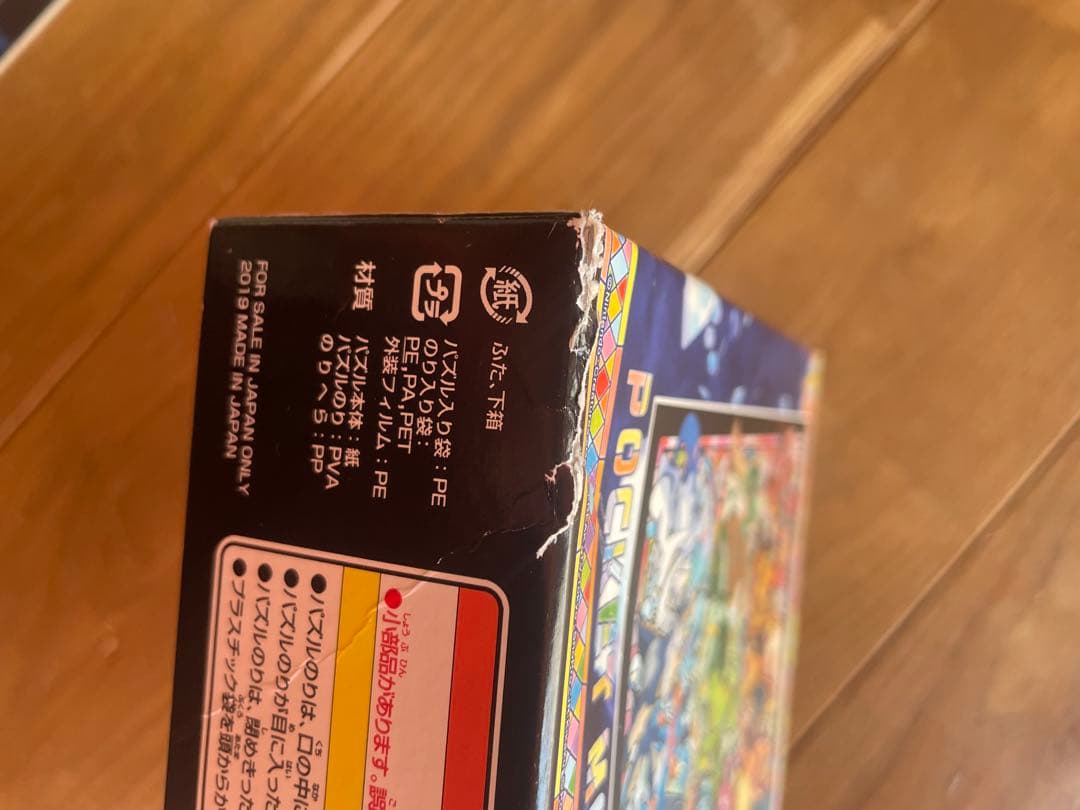 紙
ふた、下箱
プラ
パズル入り袋：PE
のり入り袋：
PE,PA,PET
外装フィルム：PE
材質
パズル本体：紙
パズルのり：PVA
のりへら：PP
FOR SALE IN JAPAN ONLY
2019 MADE IN JAPAN
●小部品があります。誤
●パズルのりは、口の中に
●パズルのりが目に入った
●パズルのりは、閉めきった
●プラスチック袋を頭から
POCK